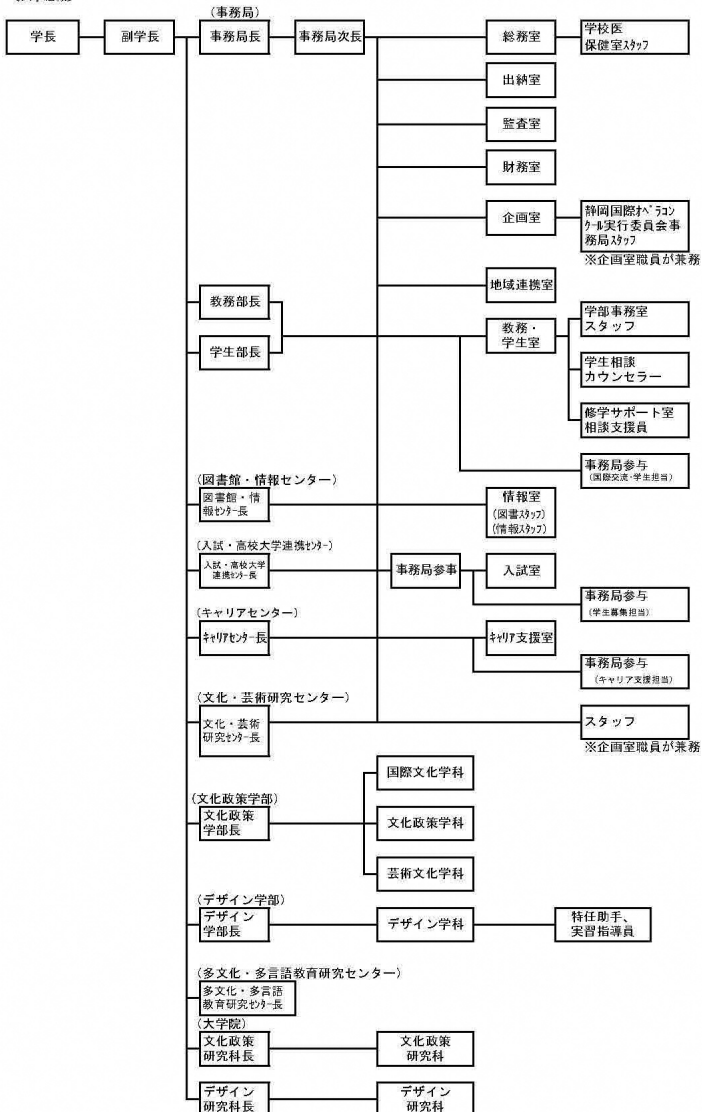 (事務局)
学長
副学長
事務局長
事務局次長
総務室
学校医
保健室スタッフ
出納室
監査室
財務室
企画室
静岡国際オペラコン
クール実行委員会事
務局スタッフ
※企画室職員が兼務
地域連携室
教務部長
学生部長
教務・
学生室
学部事務室
スタッフ
学生相談
カウンセラー
修学サポート室
相談支援員
事務局参与
(国際交流・学生担当)
(図書館・情報センター)
図書館・情
報センター長
情報室
(図書スタッフ)
(情報スタッフ)
(入試・高校大学連携センター)
入試・高校大学
連携センター長
事務局参事
入試室
事務局参与
(学生募集担当)
(キャリアセンター)
キャリアセンター長
キャリア支援室
事務局参与
(キャリア支援担当)
(文化・芸術研究センター)
文化・芸術
研究センター長
スタッフ
※企画室職員が兼務
国際文化学科
(文化政策学部)
文化政策
学部長
文化政策学科
芸術文化学科
(デザイン学部)
デザイン
学部長
デザイン学科
特任助手、
実習指導員
(多文化・多言語教育研究センター)
多文化・多言語
教育研究センター長
(大学院)
文化政策
研究科長
文化政策
研究科
デザイン
研究科長
デザイン
研究科